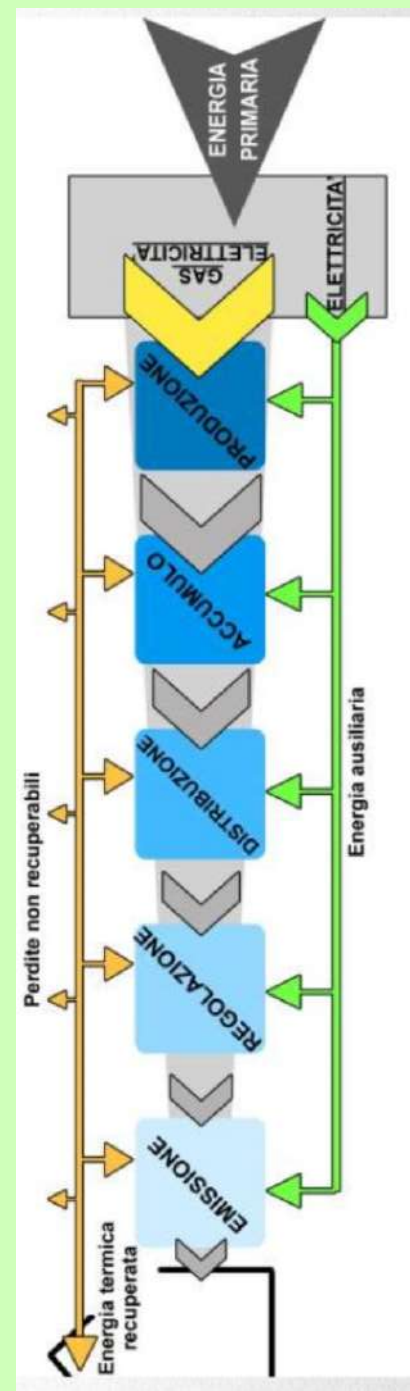 ENERGIA
PRIMARIA
GAS
ELETTRICITA'
ELETTRICITA'
PRODUZIONE
ACCUMULO
DISTRIBUZIONE
REGOLAZIONE
EMISSIONE
Perdite non recuperabili
Energia ausiliaria
Energia termica
recuperata